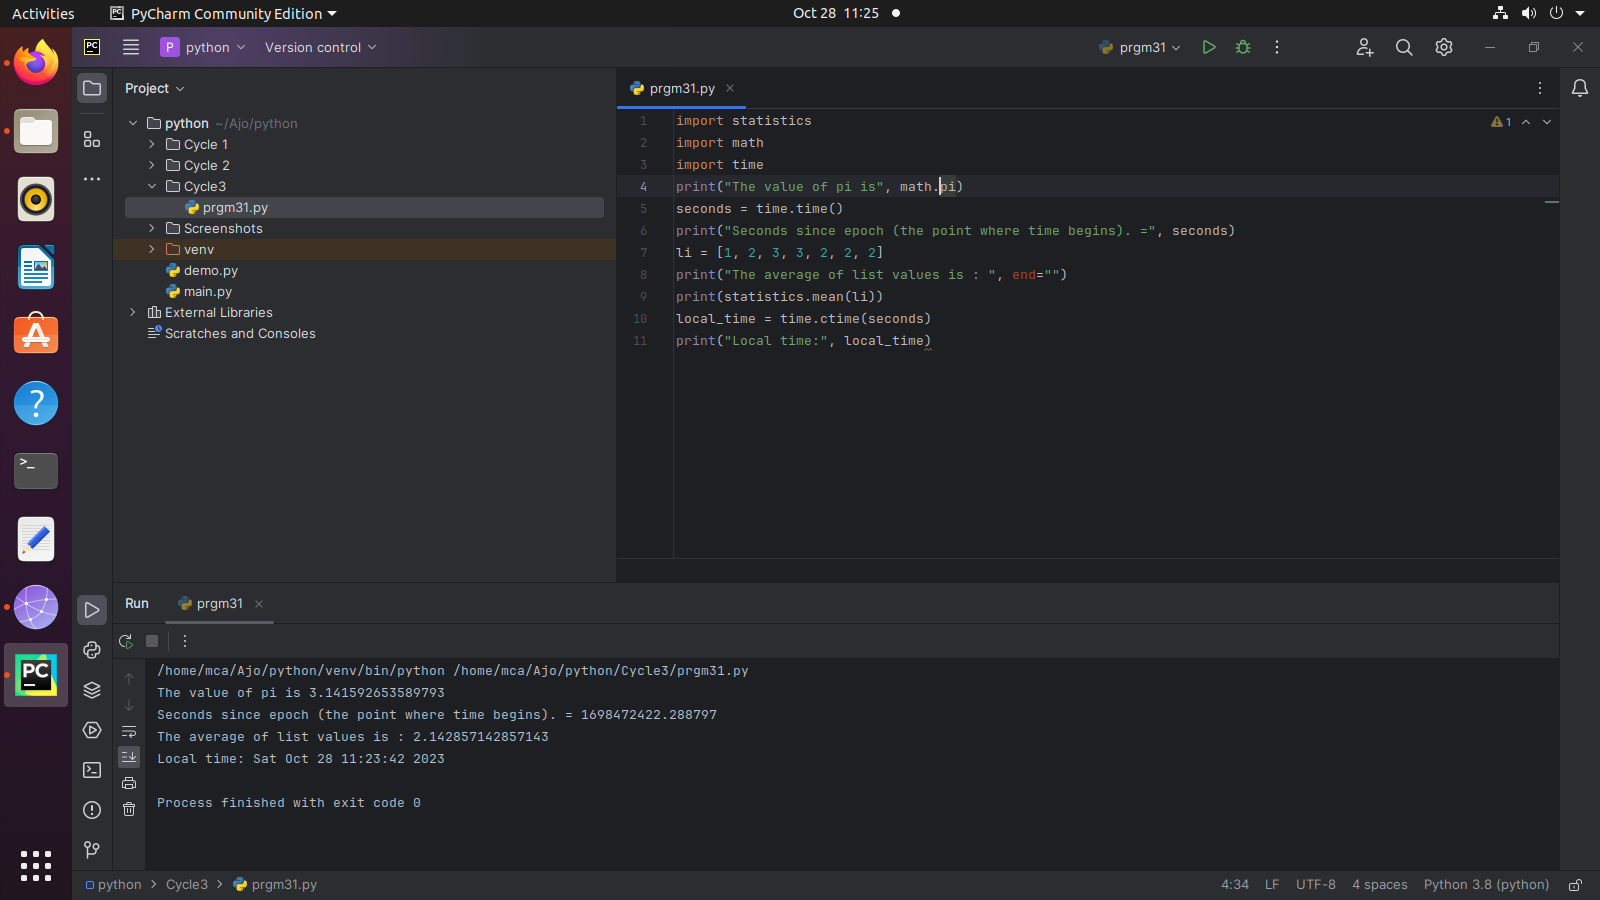 Activities PyCharm Community Edition Oct 28 11:25
PC P python Version control prgm31
Project
prgm31.py
python ~/Ajo/python
Cycle 1
Cycle 2
Cycle3
prgm31.py
Screenshots
venv
demo.py
main.py
External Libraries
Scratches and Consoles
1 import statistics
1
2 import math
3 import time
4 print("The value of pi is", math.pi)
5 seconds = time.time()
6 print("Seconds since epoch (the point where time begins). =", seconds)
7 li = [1, 2, 3, 3, 2, 2, 2]
8 print("The average of list values is : ", end="")
9 print(statistics.mean(li))
10 local_time = time.ctime(seconds)
11 print("Local time:", local_time)
>_
?
PC
Run prgm31
/home/mca/Ajo/python/venv/bin/python /home/mca/Ajo/python/Cycle3/prgm31.py
The value of pi is 3.141592653589793
Seconds since epoch (the point where time begins). = 1698472422.288797
The average of list values is : 2.142857142857143
Local time: Sat Oct 28 11:23:42 2023
Process finished with exit code 0
python > Cycle3 > prgm31.py
4:34 LF UTF-8 4 spaces Python 3.8 (python)